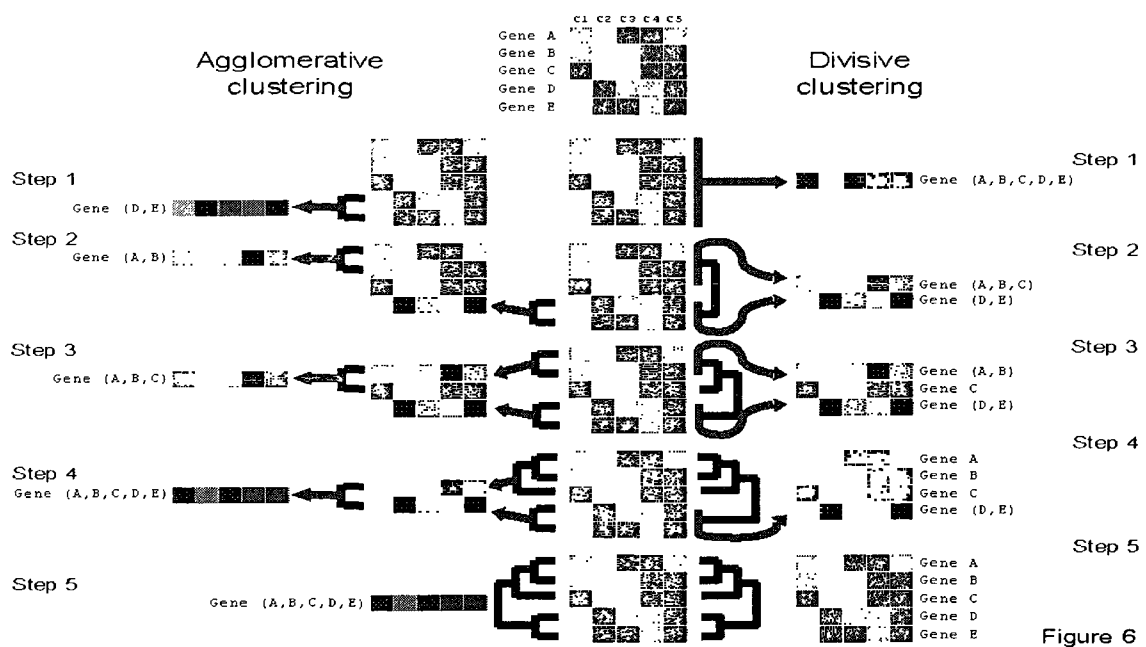 C1 C2 C3 C4 C5
Gene A
Gene B
Gene C
Gene D
Gene E
Agglomerative
clustering
Divisive
clustering
Step 1
Gene (D,E)
Step 2
Gene (A,B)
Step 3
Gene (A,B,C)
Step 4
Gene (A,B,C,D,E)
Step 5
Gene (A,B,C,D,E)
Step 1
Gene (A,B,C,D,E)
Step 2
Gene (A,B,C)
Gene (D,E)
Step 3
Gene (A,B)
Gene C
Gene (D,E)
Step 4
Gene A
Gene B
Gene C
Gene (D,E)
Step 5
Gene A
Gene B
Gene C
Gene D
Gene E
Figure 6